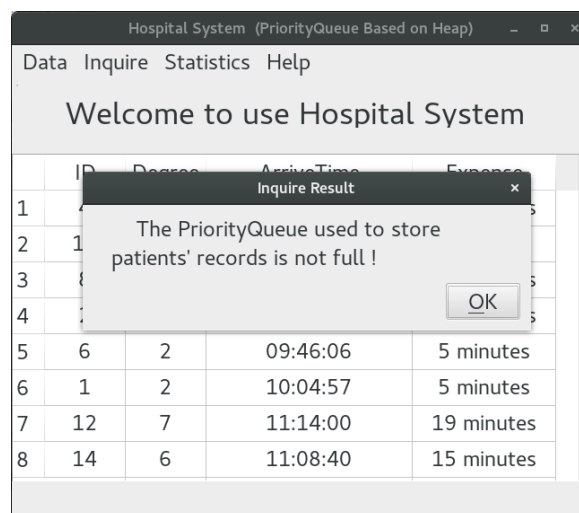 Hospital System (PriorityQueue Based on Heap)
Data Inquire Statistics Help
Welcome to use Hospital System
ID Degree ArriveTime Expense
Inquire Result
The PriorityQueue used to store
patients' records is not full !
OK
1
2
3
4
5 6 2 09:46:06 5 minutes
6 1 2 10:04:57 5 minutes
7 12 7 11:14:00 19 minutes
8 14 6 11:08:40 15 minutes